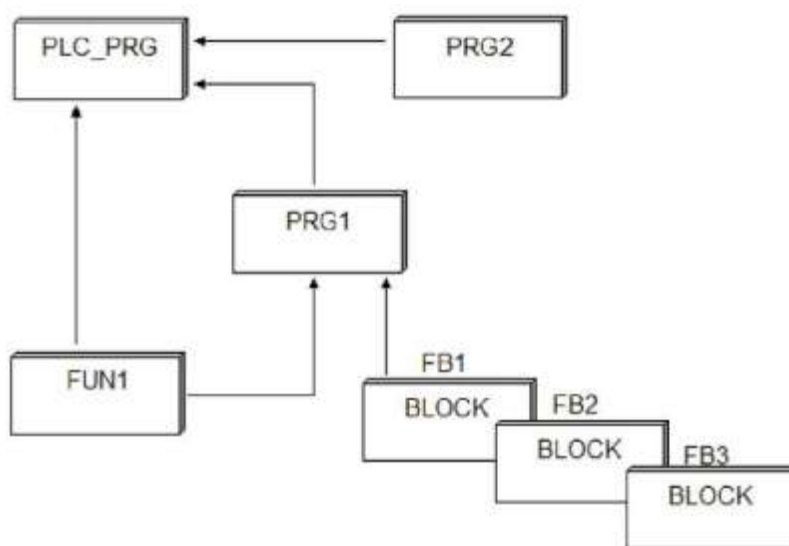 PLC_PRG
PRG2
PRG1
FUN1
FB1
BLOCK
FB2
BLOCK
FB3
BLOCK